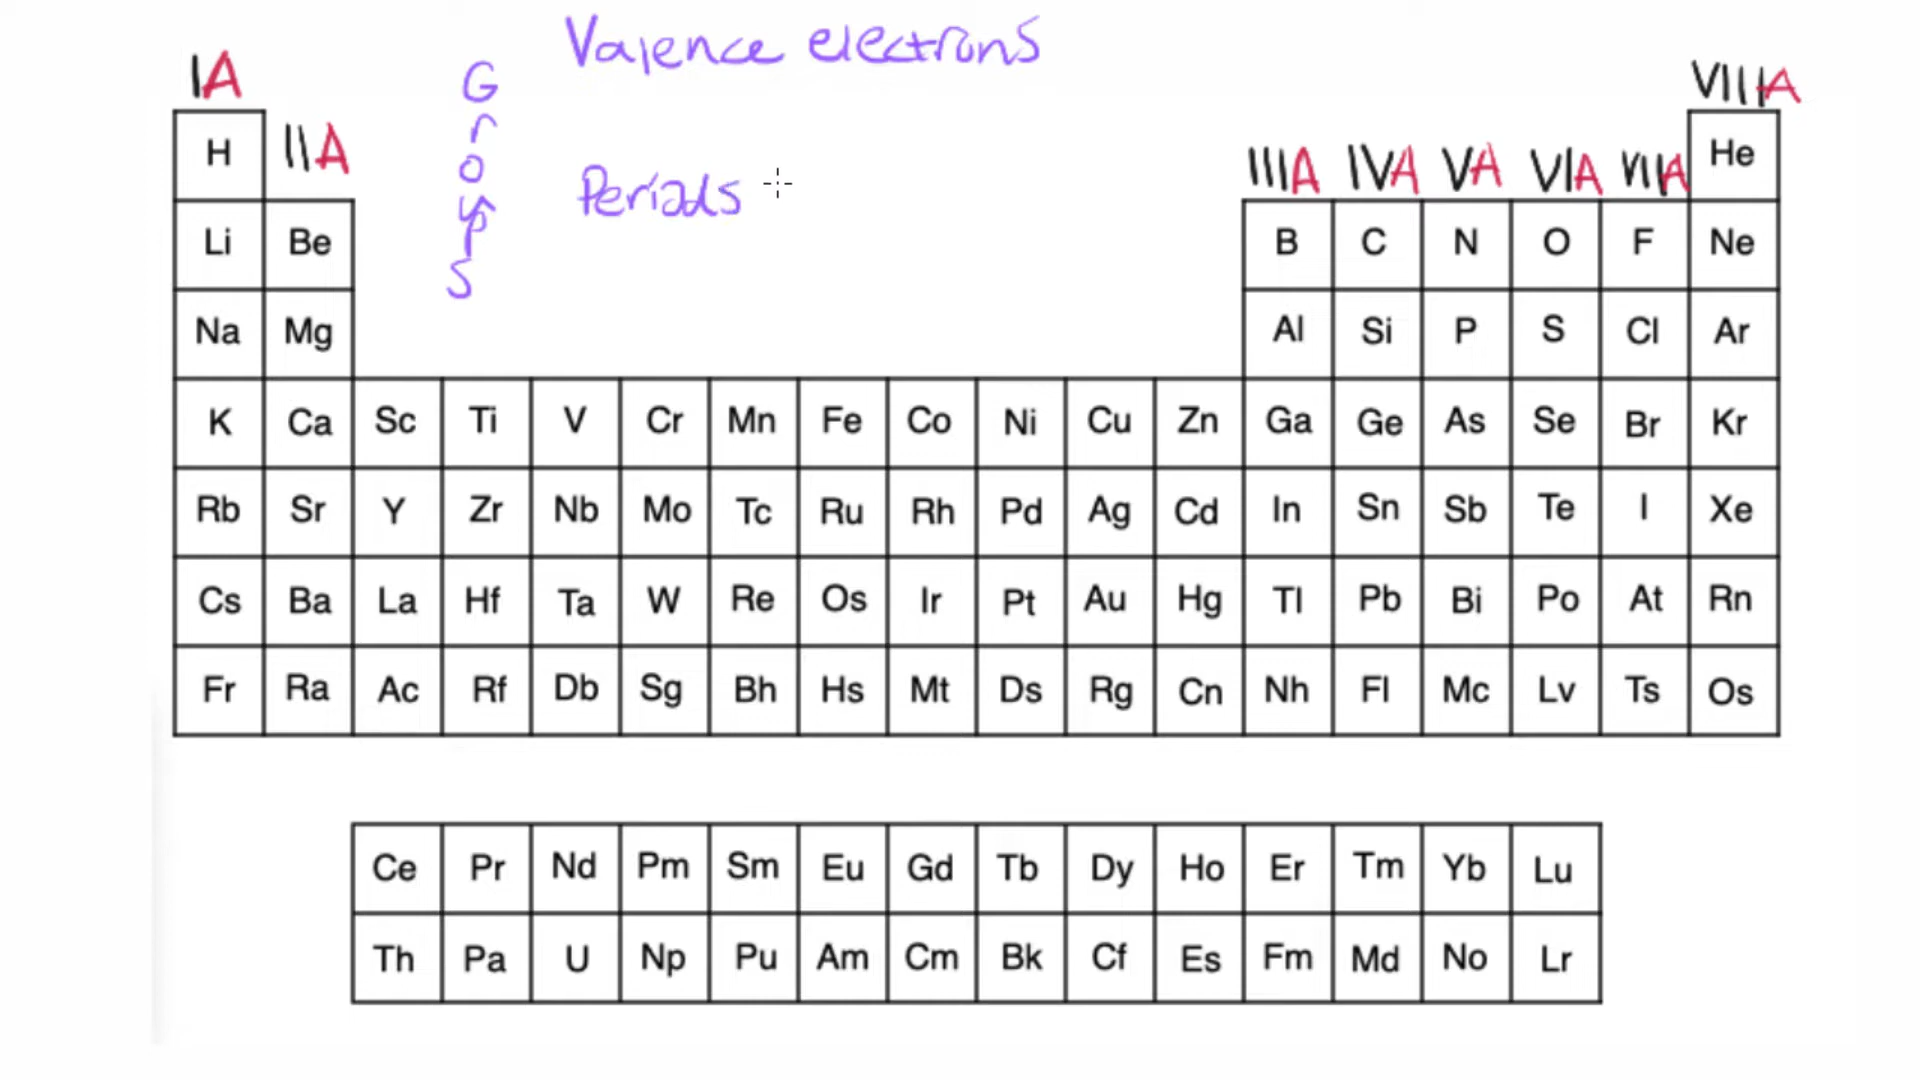 Valence electrons
IA
VIIIA
Groups
H
IIA
Periods
IIIA IVA VA VIA VIIA
He
Li Be B C N O F Ne
Na Mg Al Si P S Cl Ar
K Ca Sc Ti V Cr Mn Fe Co Ni Cu Zn Ga Ge As Se Br Kr
Rb Sr Y Zr Nb Mo Tc Ru Rh Pd Ag Cd In Sn Sb Te I Xe
Cs Ba La Hf Ta W Re Os Ir Pt Au Hg Tl Pb Bi Po At Rn
Fr Ra Ac Rf Db Sg Bh Hs Mt Ds Rg Cn Nh Fl Mc Lv Ts Os
Ce Pr Nd Pm Sm Eu Gd Tb Dy Ho Er Tm Yb Lu
Th Pa U Np Pu Am Cm Bk Cf Es Fm Md No Lr